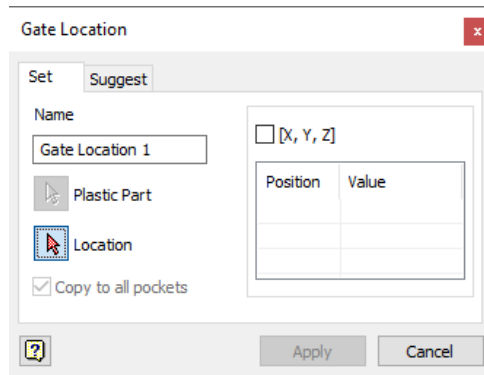 Gate Location
x
Set
Suggest
Name
Gate Location 1
Plastic Part
Location
Copy to all pockets
[X, Y, Z]
Position Value
?
Apply
Cancel